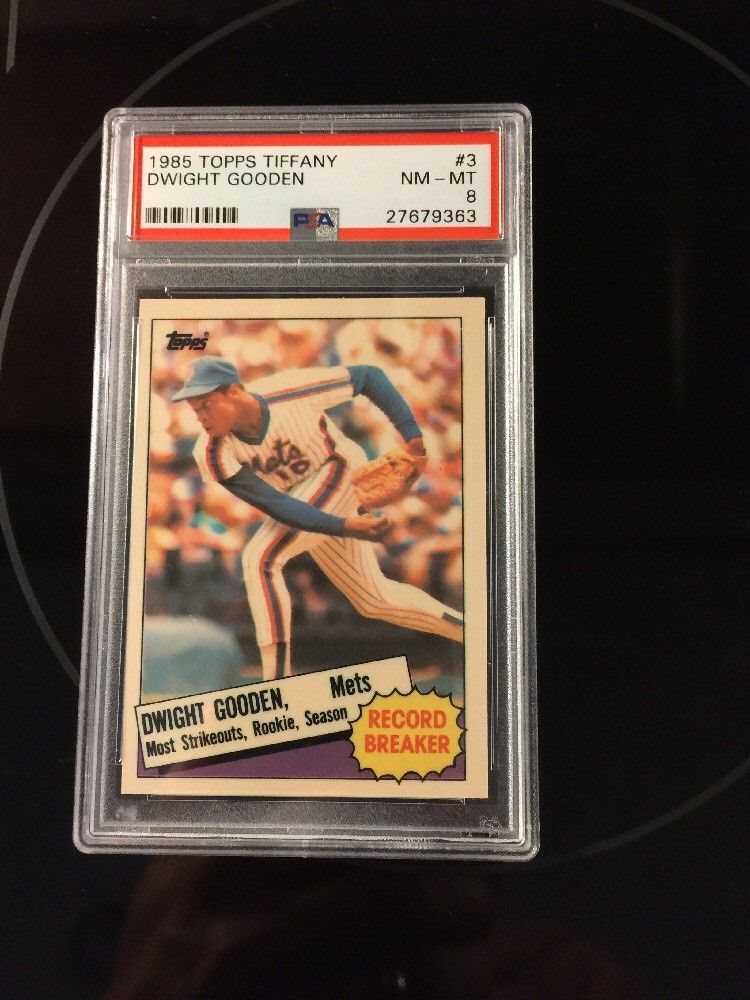 1985 TOPPS TIFFANY #3
DWIGHT GOODEN NM - MT
8
PSA 27679363
Topps®
Mets
DWIGHT GOODEN, Mets
Most Strikeouts, Rookie, Season
RECORD
BREAKER